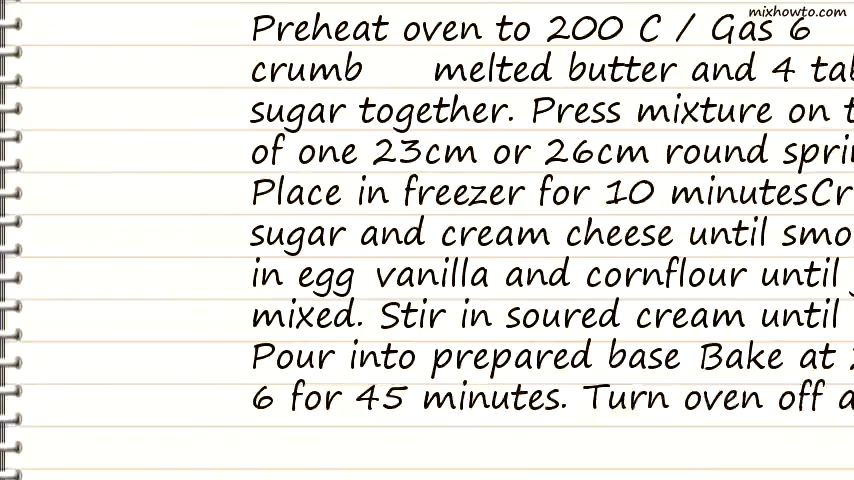 mixhowto.com
Preheat oven to 200 C / Gas 6
crumb melted butter and 4 tab
sugar together. Press mixture on t
of one 23cm or 26cm round sprin
Place in freezer for 10 minutesCr
sugar and cream cheese until smo
in egg vanilla and cornflour until
mixed. Stir in soured cream until
Pour into prepared base Bake at
6 for 45 minutes. Turn oven off a